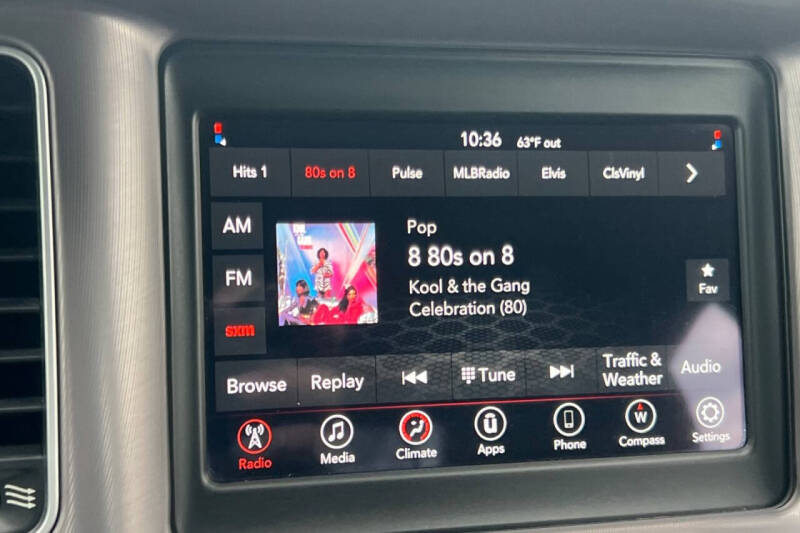 10:36 63°F out
Hits 1 80s on 8 Pulse MLBRadio Elvis ClsVinyl
AM
FM
sxm
Pop
8 80s on 8
Kool & the Gang
Celebration (80)
Fav
Browse Replay Tune Traffic & Weather Audio
Radio Media Climate Apps Phone W Compass Settings